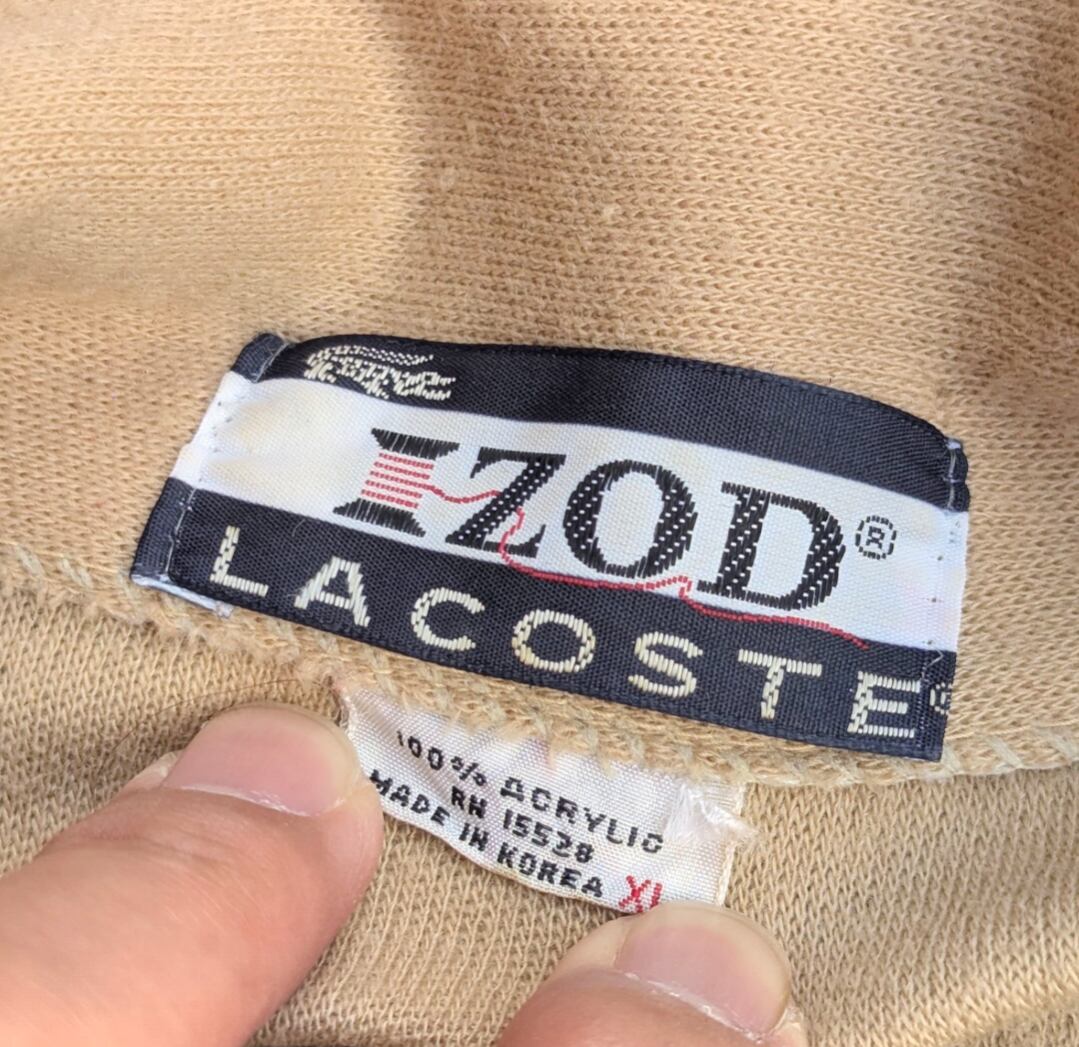 IZOD®
LACOSTE®
100% ACRYLIC
RN 15528
MADE IN KOREA XL